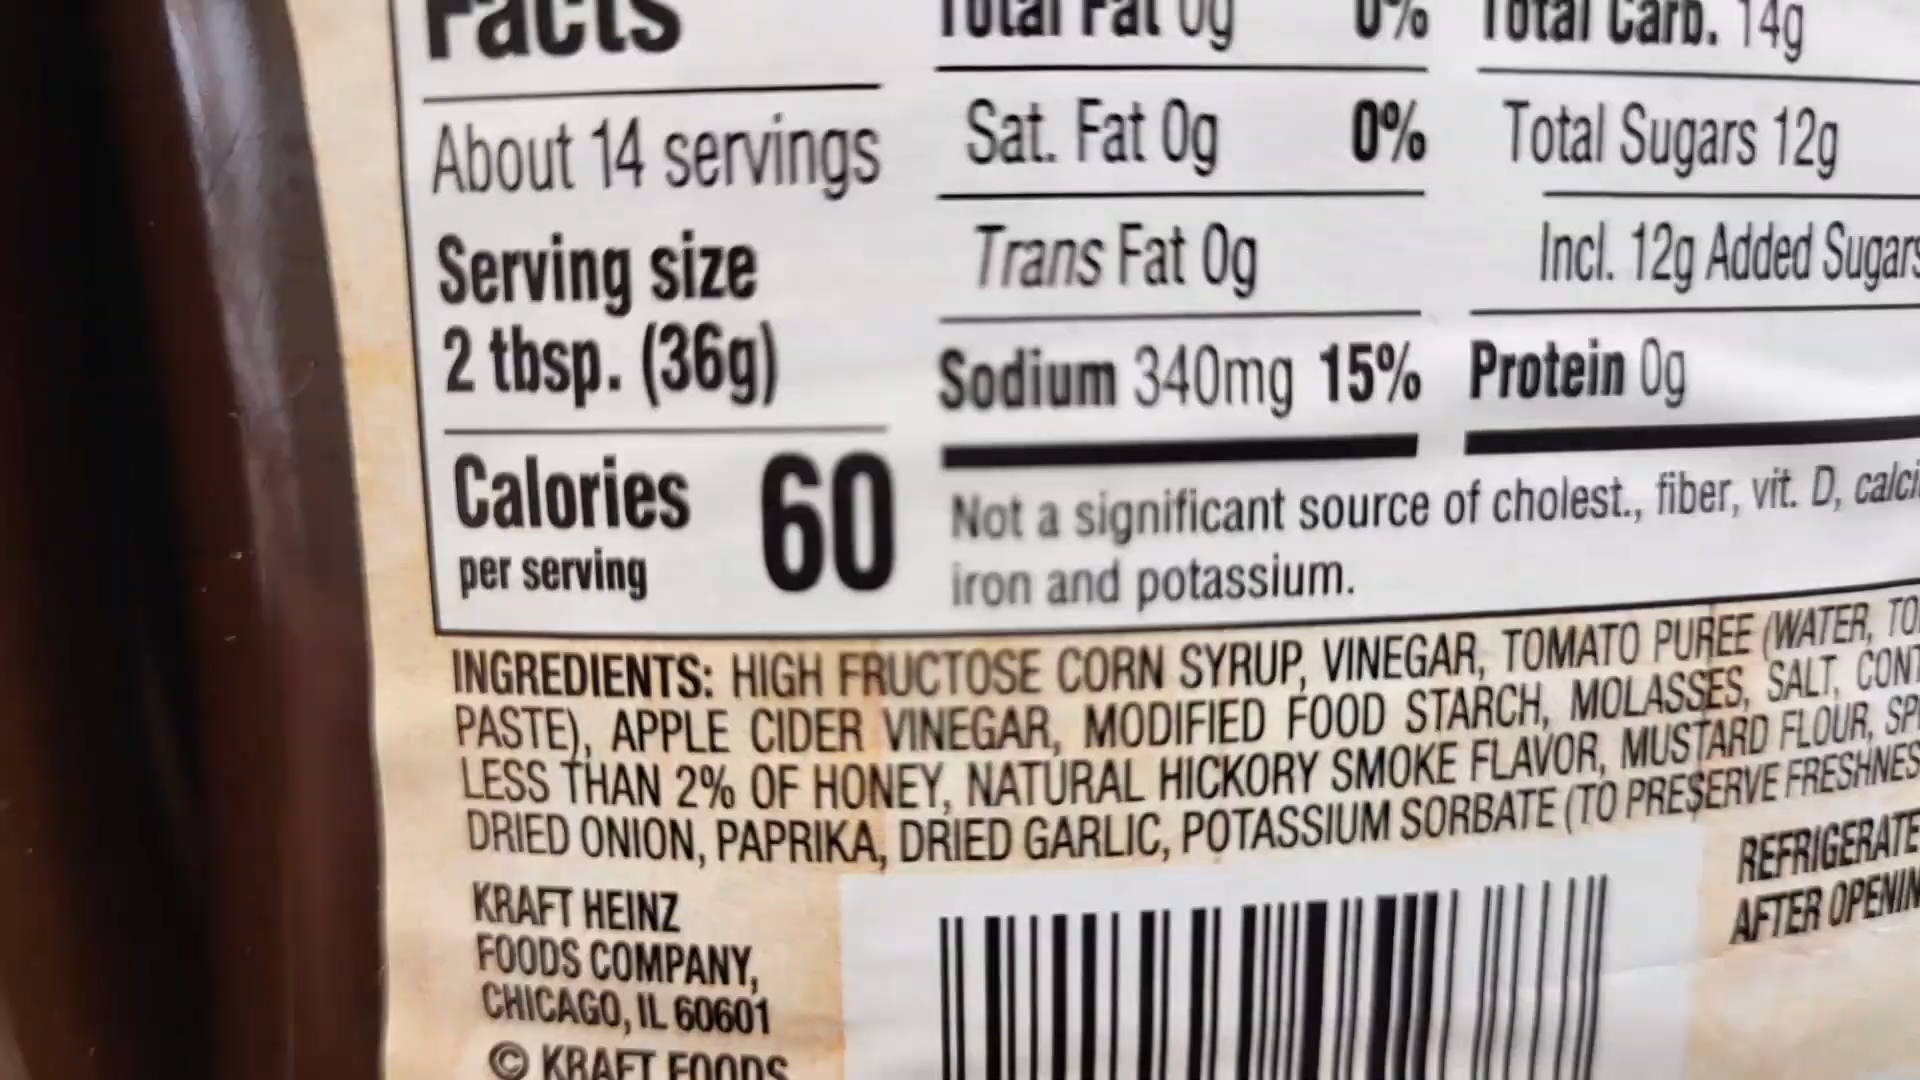 Facts
About 14 servings
Serving size
2 tbsp. (36g)
Calories 60
per serving
Total Fat 0g 0%
Sat. Fat 0g 0%
Trans Fat 0g
Sodium 340mg 15%
Total Carb. 14g
Total Sugars 12g
Incl. 12g Added Sugars
Protein 0g
Not a significant source of cholest., fiber, vit. D,
iron and potassium.
INGREDIENTS: HIGH FRUCTOSE CORN SYRUP, VINEGAR, TOMATO PUREE (WATER,
PASTE), APPLE CIDER VINEGAR, MODIFIED FOOD STARCH, MOLASSES, SALT,
LESS THAN 2% OF HONEY, NATURAL HICKORY SMOKE FLAVOR, MUSTARD FLOUR,
DRIED ONION, PAPRIKA, DRIED GARLIC, POTASSIUM SORBATE (TO PRESERVE
KRAFT HEINZ
FOODS COMPANY,
CHICAGO, IL 60601
© KRAFT FOODS
REFRIGERATE
AFTER